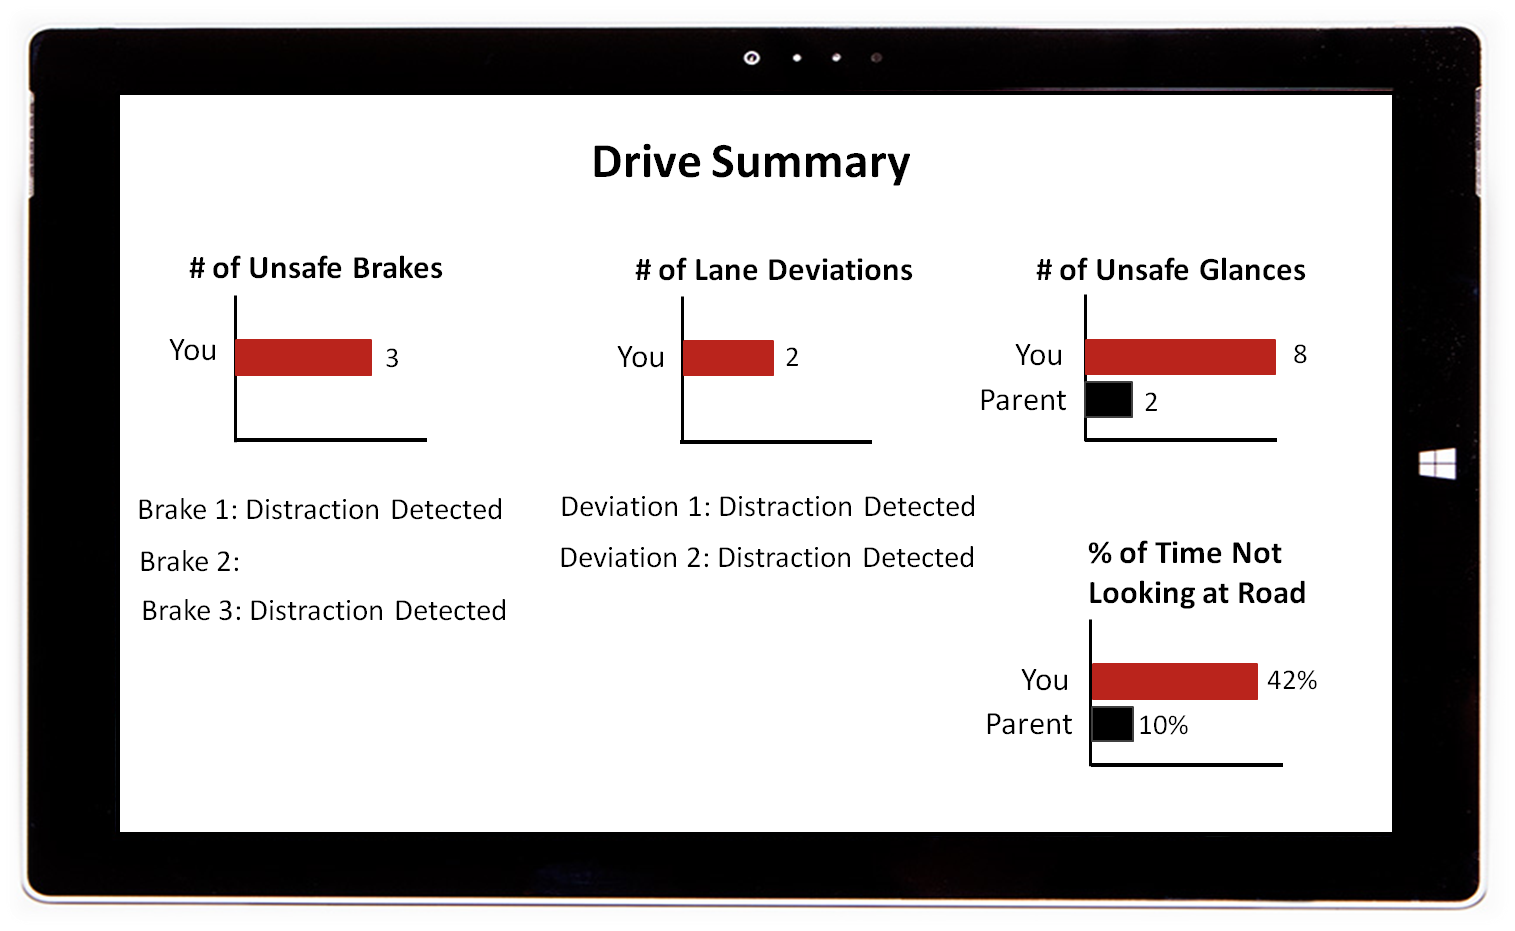 Drive Summary
# of Unsafe Brakes
You
3
Brake 1: Distraction Detected
Brake 2:
Brake 3: Distraction Detected
# of Lane Deviations
You
2
Deviation 1: Distraction Detected
Deviation 2: Distraction Detected
# of Unsafe Glances
You
8
Parent
2
% of Time Not
Looking at Road
You
42%
Parent
10%